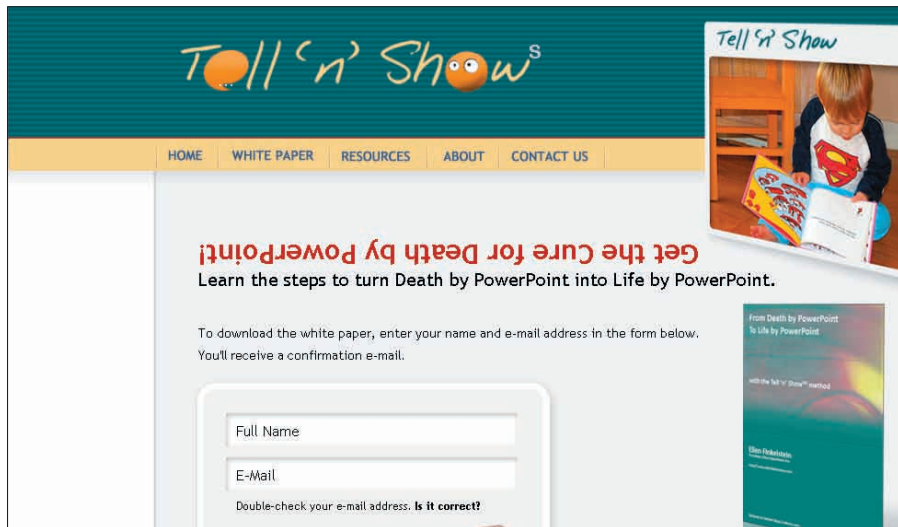 Tell 'n' Show s
Tell 'n' Show
HOME WHITE PAPER RESOURCES ABOUT CONTACT US
Get the Cure for Death by PowerPoint!
Learn the steps to turn Death by PowerPoint into Life by PowerPoint.
To download the white paper, enter your name and e-mail address in the form below.
You'll receive a confirmation e-mail.
Full Name
E-Mail
Double-check your e-mail address. Is it correct?
From Death by PowerPoint
To Life by PowerPoint
with the Tell 'n' Show℠ method
Ellen Finkelstein